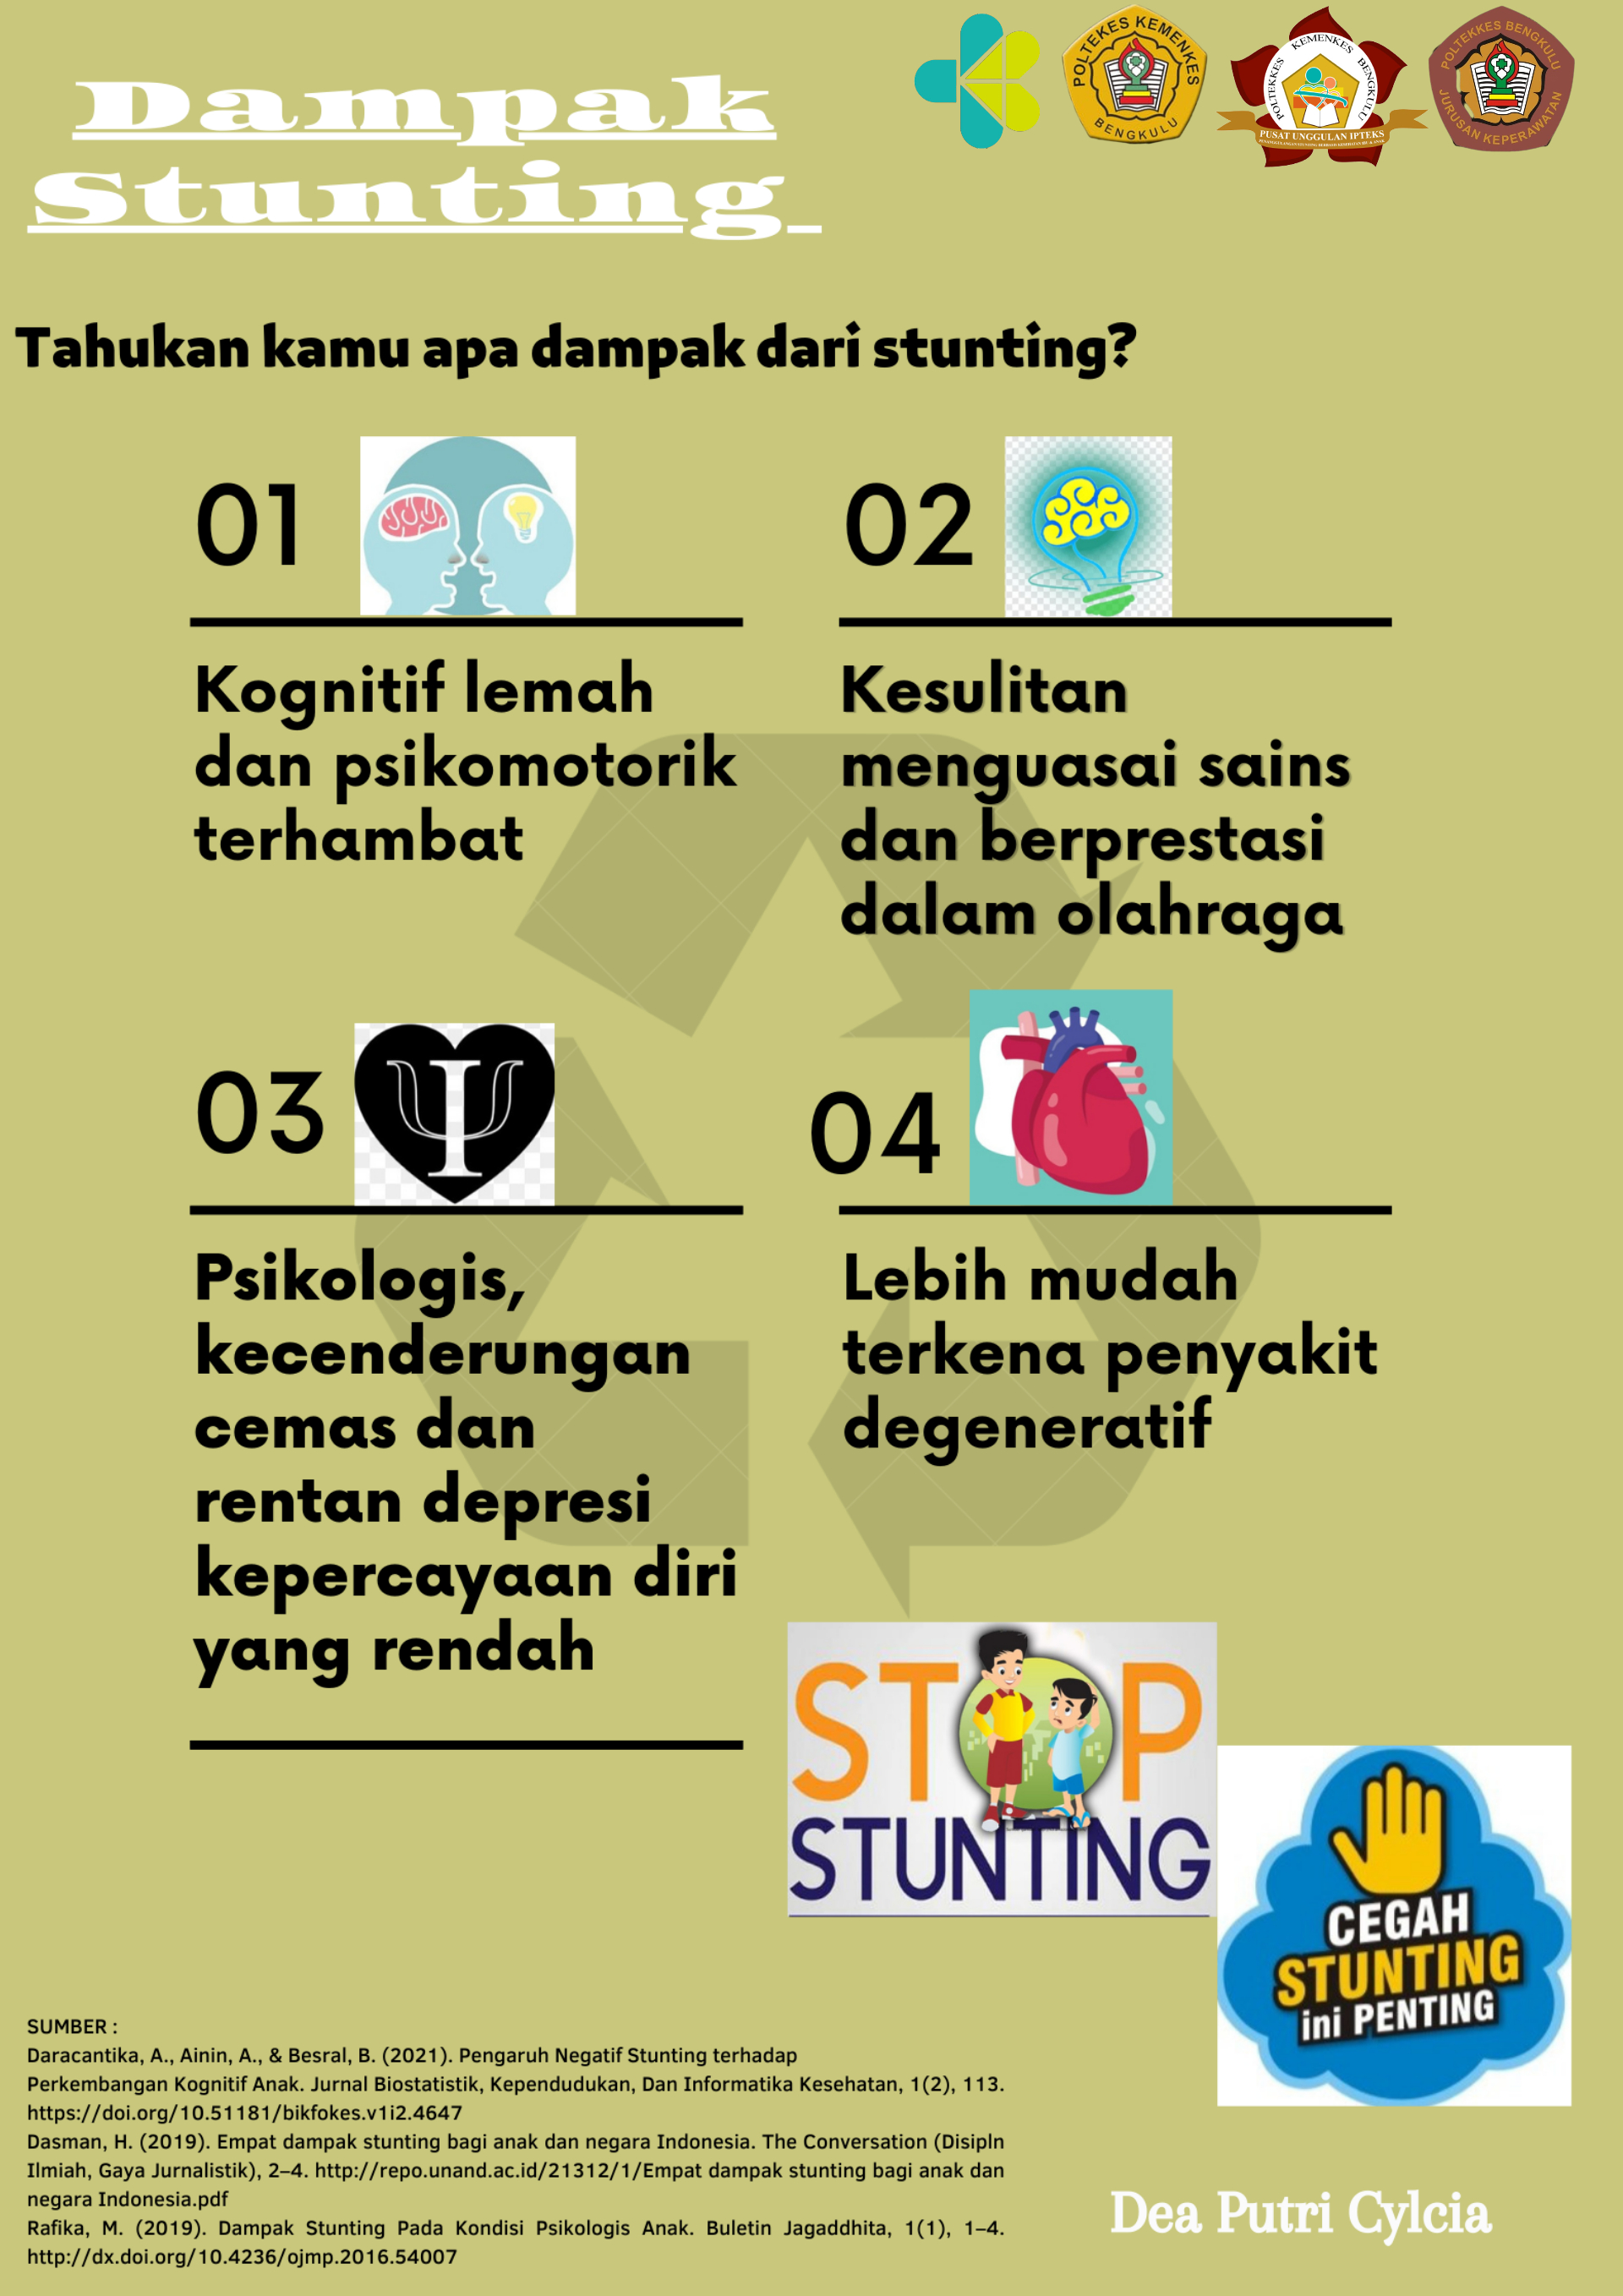 Dampak
Stunting
POLTEKES KEMENKES
BENGKULU
POLTEKKES KEMENKES BENGKULU
PUSAT UNGGULAN IPTEKS
POLTEKKES BENGKULU
JURUSAN KEPERAWATAN
Tahukan kamu apa dampak dari stunting?
01
Kognitif lemah
dan psikomotorik
terhambat
02
Kesulitan
menguasai sains
dan berprestasi
dalam olahraga
03
Psikologis,
kecenderungan
cemas dan
rentan depresi
kepercayaan diri
yang rendah
04
Lebih mudah
terkena penyakit
degeneratif
STOP
STUNTING
CEGAH
STUNTING
ini PENTING
SUMBER :
Daracantika, A., Ainin, A., & Besral, B. (2021). Pengaruh Negatif Stunting terhadap
Perkembangan Kognitif Anak. Jurnal Biostatistik, Kependudukan, Dan Informatika Kesehatan, 1(2), 113.
https://doi.org/10.51181/bikfokes.v1i2.4647
Dasman, H. (2019). Empat dampak stunting bagi anak dan negara Indonesia. The Conversation (Disipln
Ilmiah, Gaya Jurnalistik), 2–4. http://repo.unand.ac.id/21312/1/Empat dampak stunting bagi anak dan
negara Indonesia.pdf
Rafika, M. (2019). Dampak Stunting Pada Kondisi Psikologis Anak. Buletin Jagaddhita, 1(1), 1–4.
http://dx.doi.org/10.4236/ojmp.2016.54007
Dea Putri Cylcia